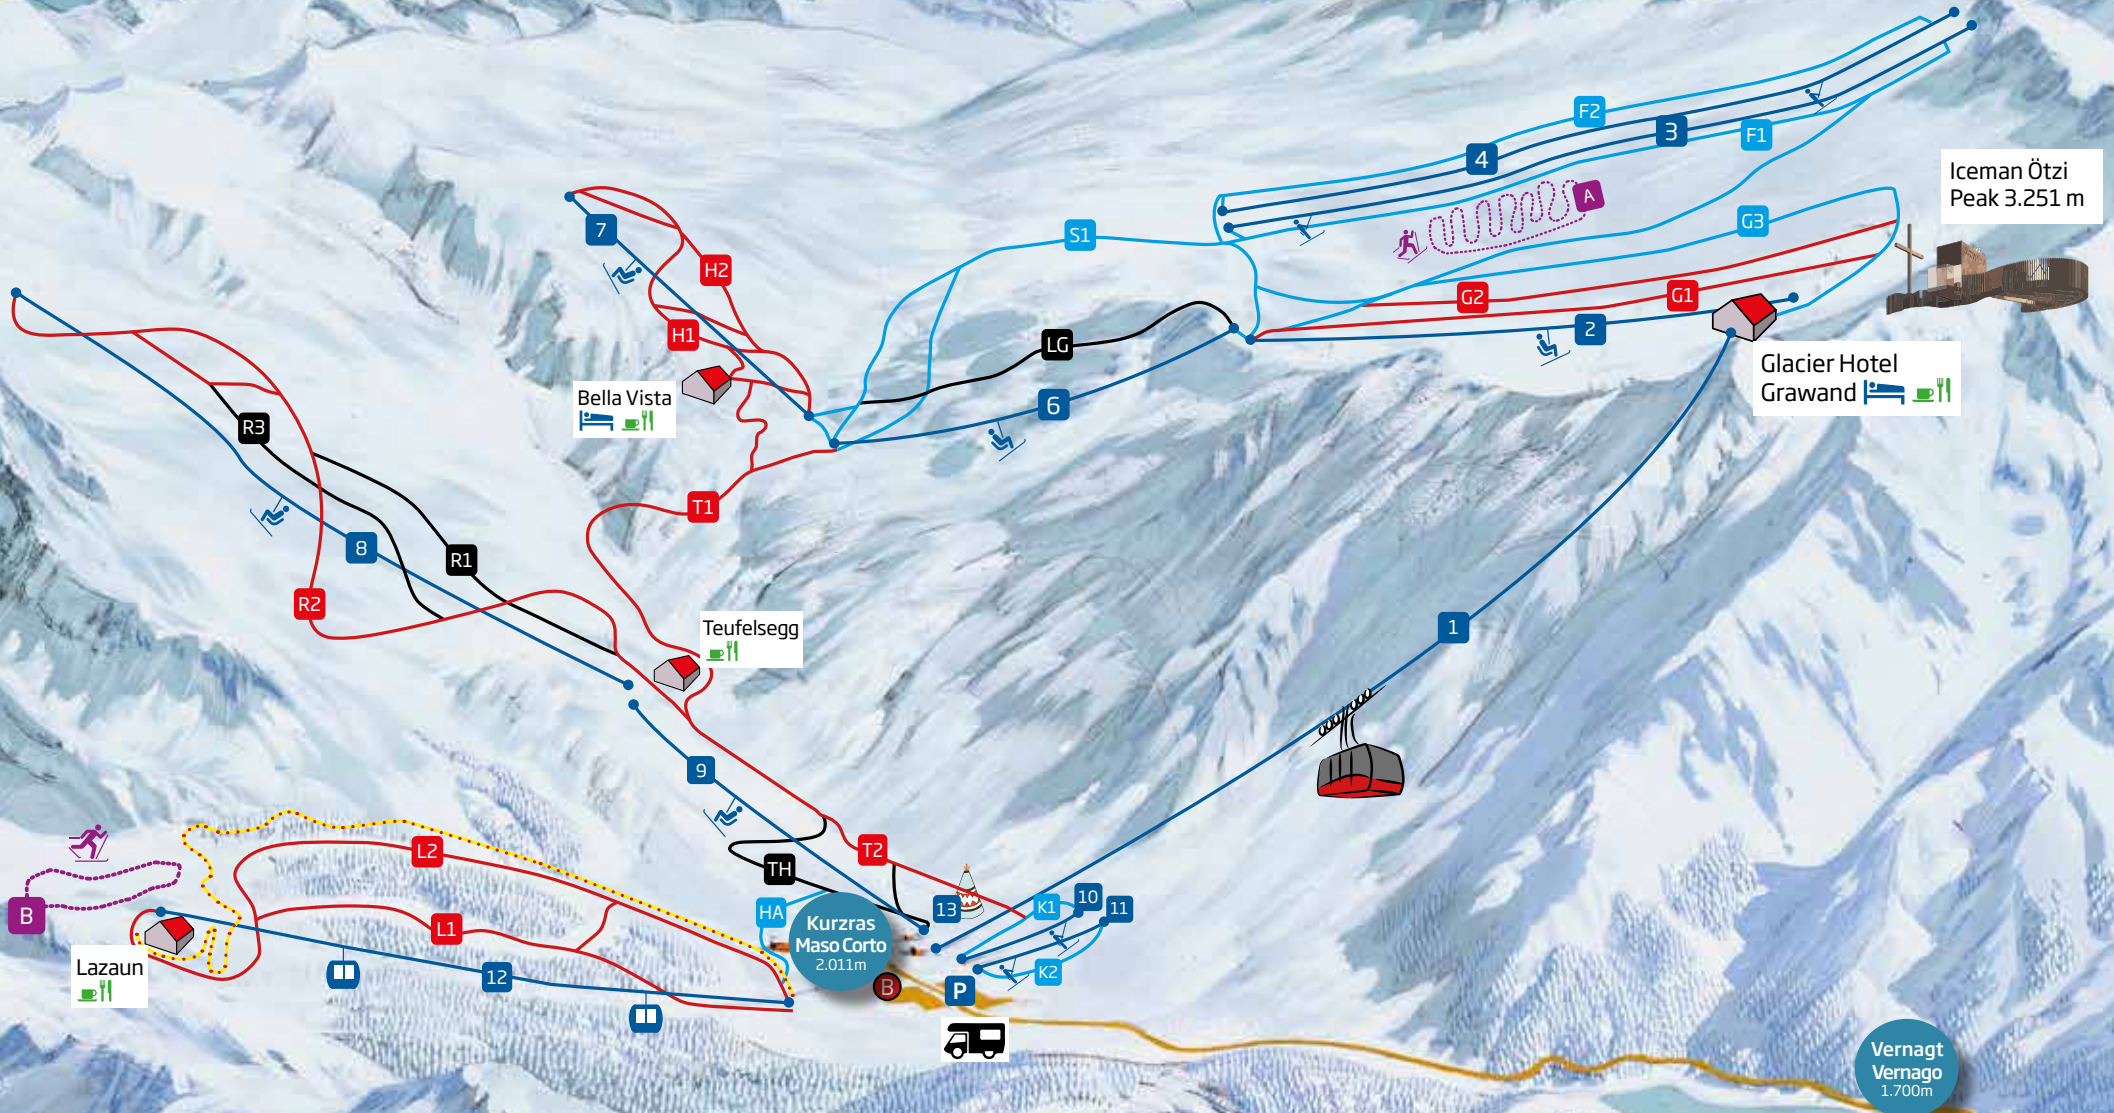 F2
3
4
F1
Iceman Ötzi
Peak 3.251 m
A
7
S1
G3
H2
G2
G1
H1
LG
2
Glacier Hotel
Grawand
Bella Vista
6
R3
T1
8
R1
R2
Teufelsegg
1
9
L2
T2
TH
B
HA
13
K1
10
11
L1
Kurzras
Maso Corto
2.011m
Lazaun
12
K2
B
P
Vernagt
Vernago
1.700m